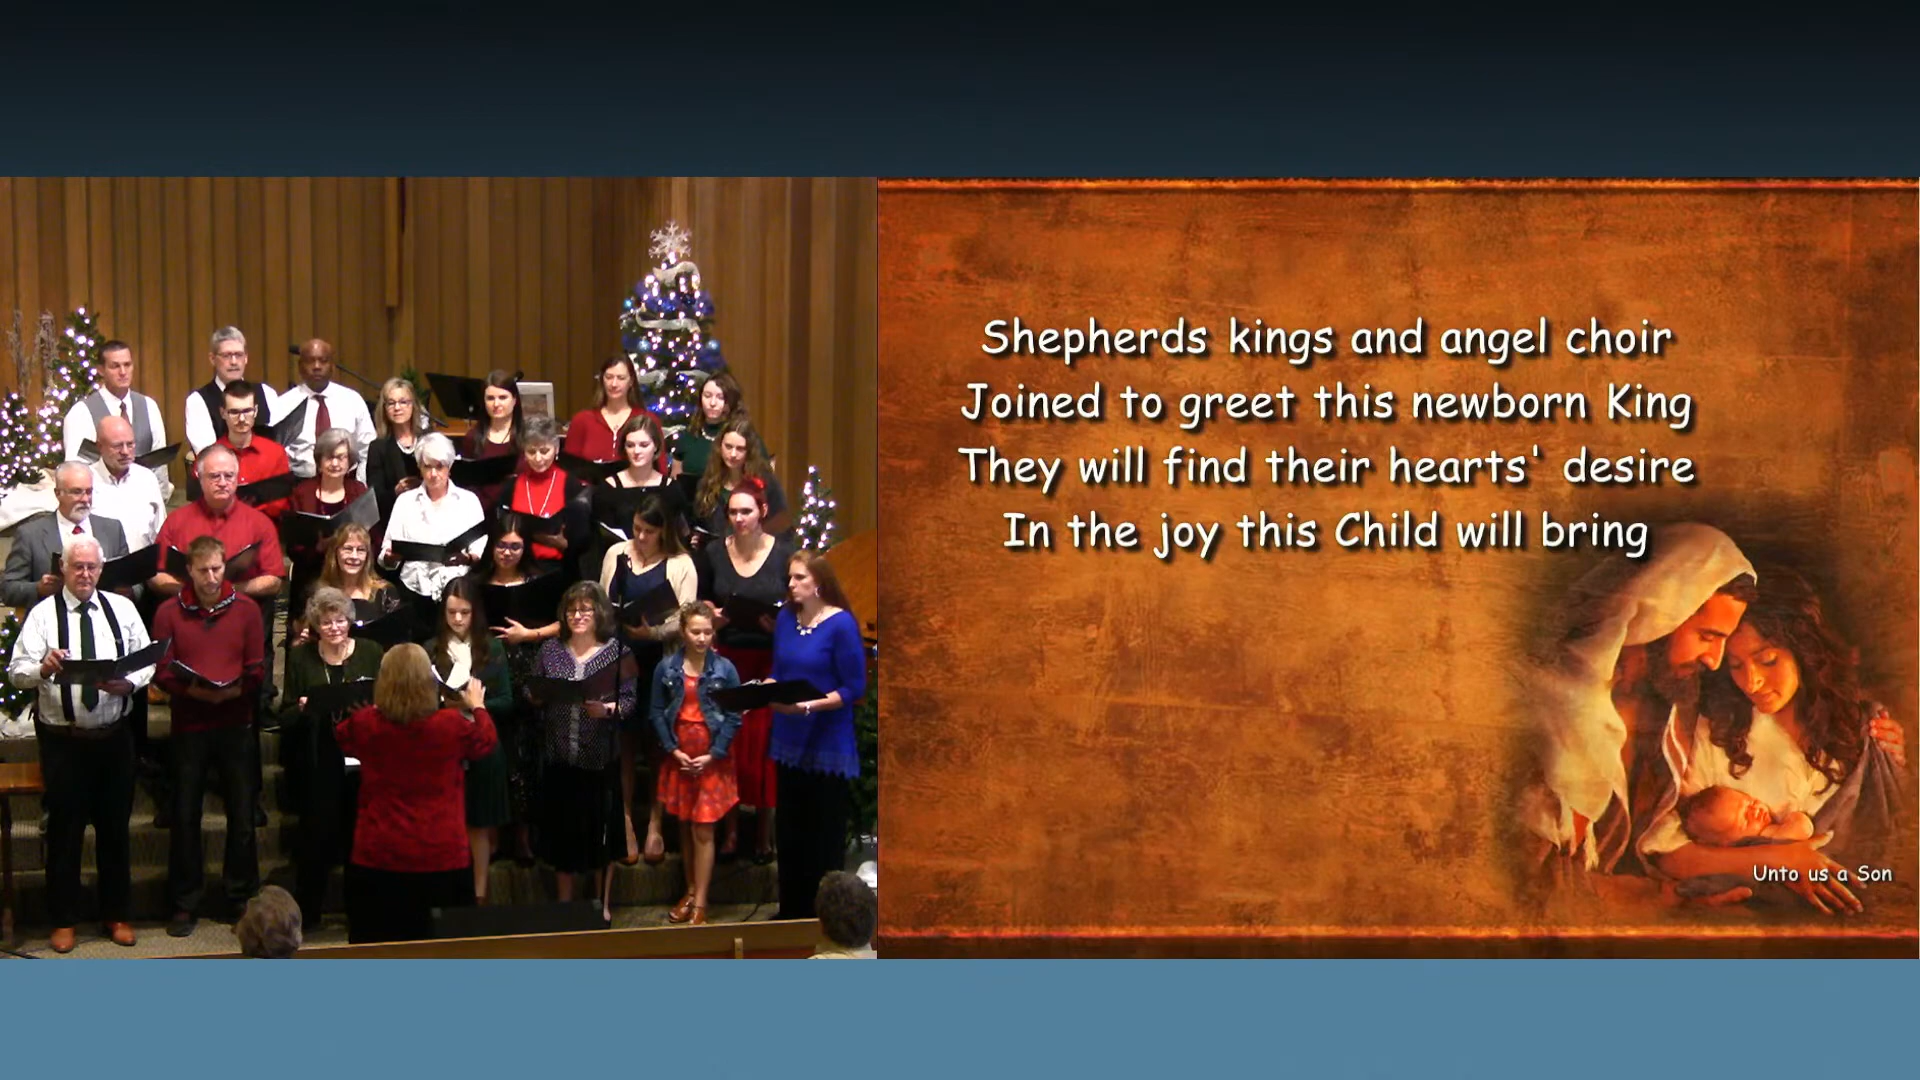 Shepherds kings and angel choir
Joined to greet this newborn King
They will find their hearts' desire
In the joy this Child will bring
Unto us a Son